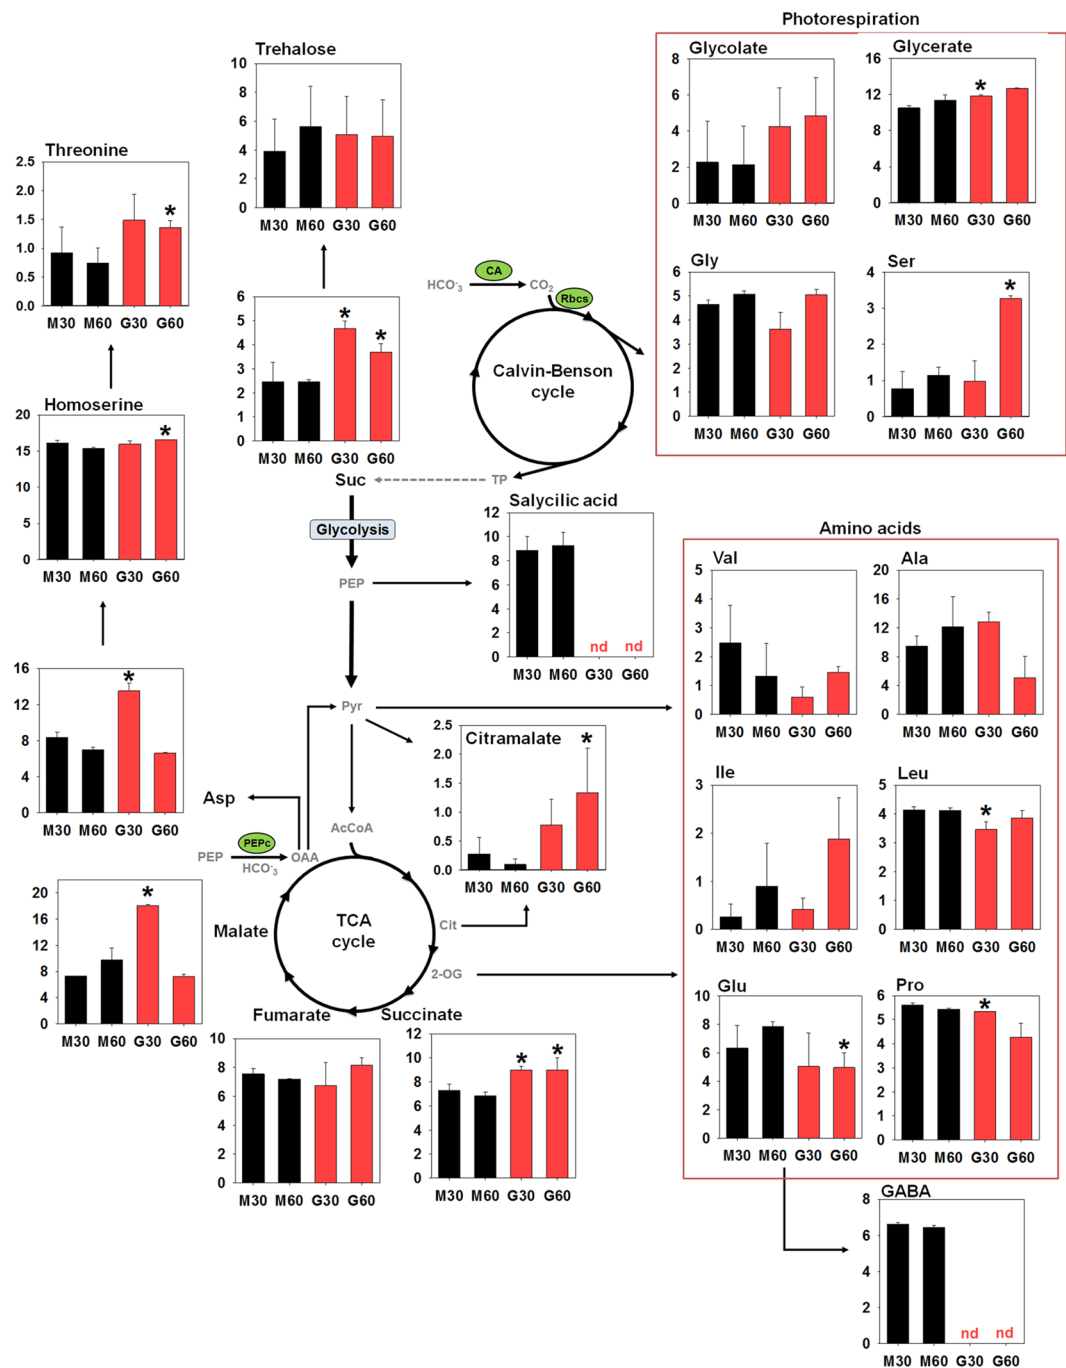 Photorespiration
Trehalose
10
8
6
4
2
0
M30 M60 G30 G60
Glycolate
8
6
4
2
0
M30 M60 G30 G60
Glycerate
16
12
8
4
0
*
M30 M60 G30 G60
Threonine
2.5
2.0
1.5
1.0
0.5
0.0
*
M30 M60 G30 G60
Gly
6
5
4
3
2
1
0
M30 M60 G30 G60
Ser
4
3
2
1
0
*
M30 M60 G30 G60
HCO⁻₃
CA
CO₂
Rbcs
Calvin-Benson
cycle
TP
6
5
4
3
2
1
0
* *
M30 M60 G30 G60
Suc
Homoserine
20
15
10
5
0
*
M30 M60 G30 G60
Glycolysis
PEP
Salycilic acid
12
10
8
6
4
2
0
nd nd
M30 M60 G30 G60
Amino acids
Val
5
4
3
2
1
0
M30 M60 G30 G60
Ala
20
16
12
8
4
0
M30 M60 G30 G60
16
12
8
4
0
*
M30 M60 G30 G60
Asp
Pyr
Citramalate
2.5
2.0
1.5
1.0
0.5
0.0
*
M30 M60 G30 G60
Ile
3
2
1
0
M30 M60 G30 G60
Leu
5
4
3
2
1
0
*
M30 M60 G30 G60
AcCoA
PEP
PEPc
HCO⁻₃
OAA
TCA
cycle
Cit
2-OG
Malate
20
16
12
8
4
0
*
M30 M60 G30 G60
Fumarate
10
8
6
4
2
0
M30 M60 G30 G60
Succinate
12
10
8
6
4
2
0
* *
M30 M60 G30 G60
Glu
10
8
6
4
2
0
*
M30 M60 G30 G60
Pro
6
5
4
3
2
1
0
*
M30 M60 G30 G60
GABA
8
6
4
2
0
nd nd
M30 M60 G30 G60